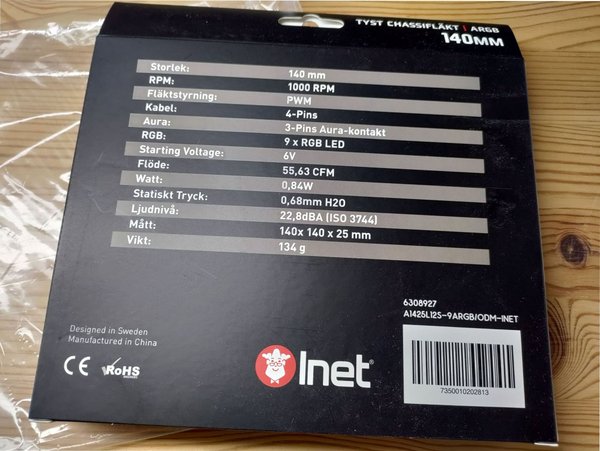 TYST CHASSIFLÄKT | ARGB
140MM
Storlek: 140 mm
RPM: 1000 RPM
Fläktstyrning: PWM
Kabel: 4-Pins
Aura: 3-Pins Aura-kontakt
RGB: 9 x RGB LED
Starting Voltage: 6V
Flöde: 55,63 CFM
Watt: 0,84W
Statiskt Tryck: 0,68mm H2O
Ljudnivå: 22,8dBA (ISO 3744)
Mått: 140x 140 x 25 mm
Vikt: 134 g
6308927
A1425L12S-9ARGB/ODM-INET
Designed in Sweden
Manufactured in China
CE RoHS
Inet®
7350010202813